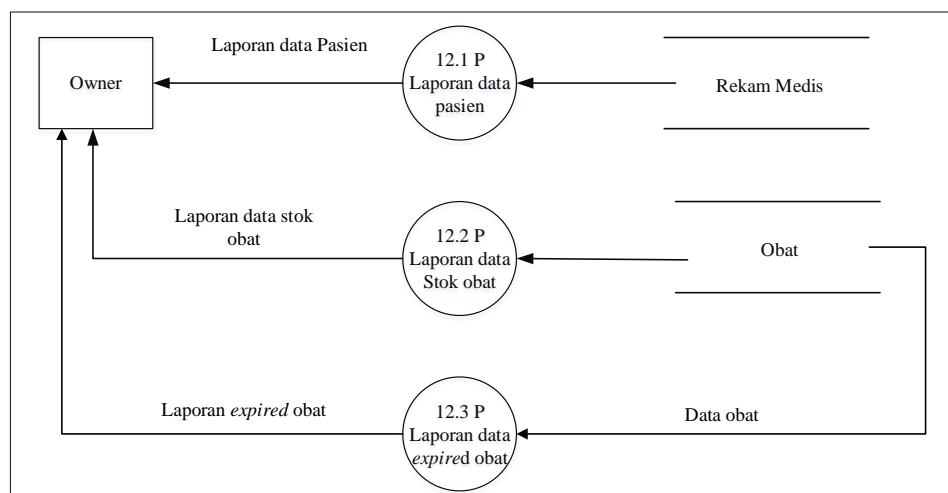 Laporan data Pasien
Owner
12.1 P
Laporan data
pasien
Rekam Medis
Laporan data stok
obat
12.2 P
Laporan data
Stok obat
Obat
Laporan expired obat
12.3 P
Laporan data
expired obat
Data obat